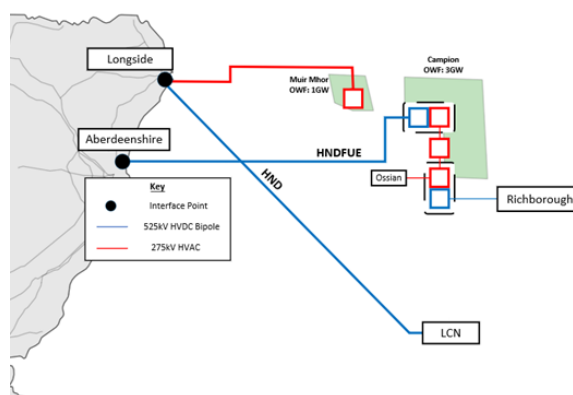 Longside
Muir Mhor
OWF: 1GW
Campion
OWF: 3GW
Aberdeenshire
HNDFUE
HND
Ossian
Richborough
Key
Interface Point
525kV HVDC Bipole
275kV HVAC
LCN